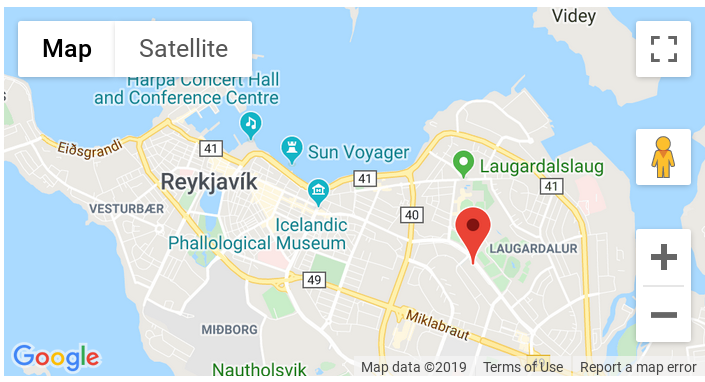 Videy
Map
Satellite
Harpa Concert Hall
and Conference Centre
Eiðsgrandi
41
Sun Voyager
Laugardalslaug
Reykjavík
41
41
VESTURBÆR
40
Icelandic
Phallological Museum
LAUGARDALUR
49
Miklabraut
MIÐBORG
49
Nautholsvik
Google
Map data ©2019
Terms of Use
Report a map error